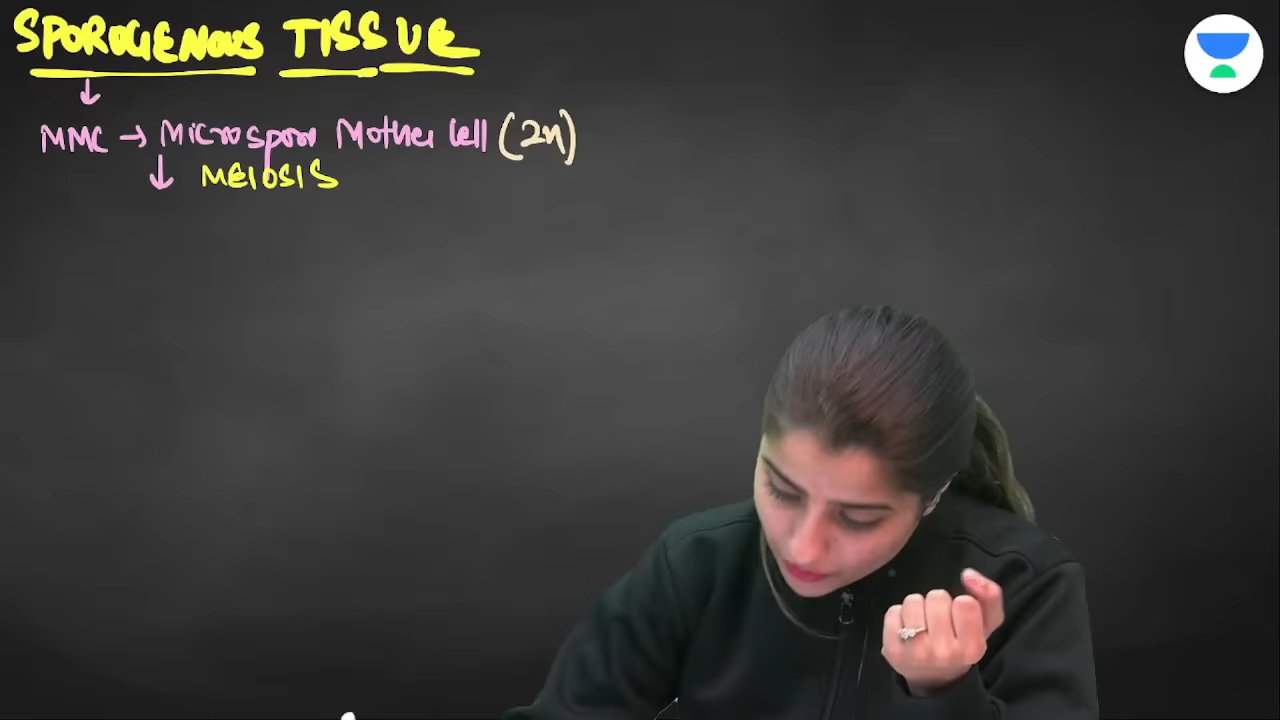 SPOROGENOUS TISSUE
↓
MMC → Microspore Mother Cell (2n)
↓ MEIOSIS